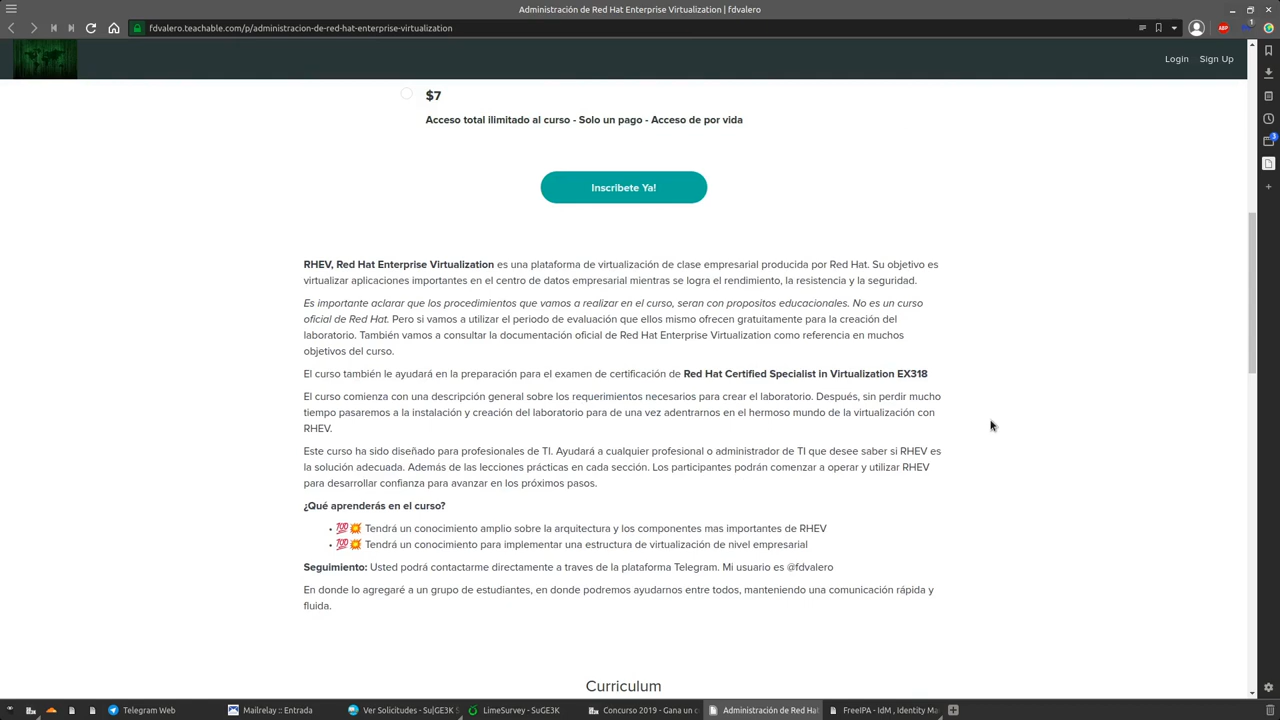 Administración de Red Hat Enterprise Virtualization | fdvalero
fdvalero.teachable.com/p/administracion-de-red-hat-enterprise-virtualization
ABP
1
Login Sign Up
3
$7
Acceso total ilimitado al curso - Solo un pago - Acceso de por vida
Inscribete Ya!
RHEV, Red Hat Enterprise Virtualization es una plataforma de virtualización de clase empresarial producida por Red Hat. Su objetivo es
virtualizar aplicaciones importantes en el centro de datos empresarial mientras se logra el rendimiento, la resistencia y la seguridad.
Es importante aclarar que los procedimientos que vamos a realizar en el curso, seran con propositos educacionales. No es un curso
oficial de Red Hat. Pero si vamos a utilizar el periodo de evaluación que ellos mismo ofrecen gratuitamente para la creación del
laboratorio. También vamos a consultar la documentación oficial de Red Hat Enterprise Virtualization como referencia en muchos
objetivos del curso.
El curso también le ayudará en la preparación para el examen de certificación de Red Hat Certified Specialist in Virtualization EX318
El curso comienza con una descripción general sobre los requerimientos necesarios para crear el laboratorio. Después, sin perder mucho
tiempo pasaremos a la instalación y creación del laboratorio para de una vez adentrarnos en el hermoso mundo de la virtualización con
RHEV.
Este curso ha sido diseñado para profesionales de TI. Ayudará a cualquier profesional o administrador de TI que desee saber si RHEV es
la solución adecuada. Además de las lecciones prácticas en cada sección. Los participantes podrán comenzar a operar y utilizar RHEV
para desarrollar confianza para avanzar en los próximos pasos.
¿Qué aprenderás en el curso?
• 💯💥 Tendrá un conocimiento amplio sobre la arquitectura y los componentes mas importantes de RHEV
• 💯💥 Tendrá un conocimiento para implementar una estructura de virtualización de nivel empresarial
Seguimiento: Usted podrá contactarme directamente a traves de la plataforma Telegram. Mi usuario es @fdvalero
En donde lo agregaré a un grupo de estudiantes, en donde podremos ayudarnos entre todos, manteniendo una comunicación rápida y
fluida.
Curriculum
Telegram Web Mailrelay :: Entrada Ver Solicitudes - Su|GE3K S LimeSurvey - SuGE3K Concurso 2019 - Gana un c Administración de Red Hat FreeIPA - IdM , Identity Ma